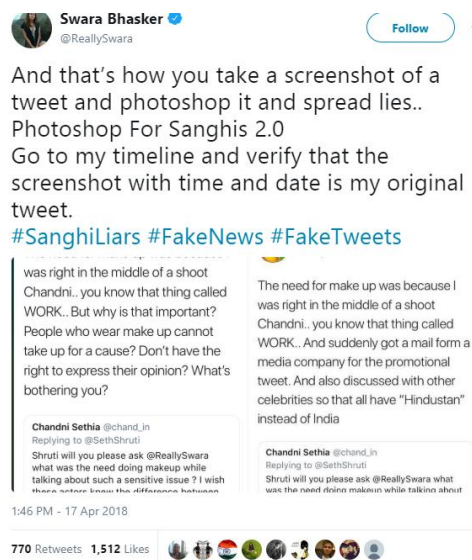 Swara Bhasker
@ReallySwara
Follow
And that's how you take a screenshot of a
tweet and photoshop it and spread lies..
Photoshop For Sanghis 2.0
Go to my timeline and verify that the
screenshot with time and date is my original
tweet.
#SanghiLiars #FakeNews #FakeTweets
was right in the middle of a shoot
Chandni.. you know that thing called
WORK.. But why is that important?
People who wear make up cannot
take up for a cause? Don't have the
right to express their opinion? What's
bothering you?
Chandni Sethia @chand_in
Replying to @SethShruti
Shruti will you please ask @ReallySwara
what was the need doing makeup while
talking about such a sensitive issue ? I wish
these actors knew the difference between
The need for make up was because I
was right in the middle of a shoot
Chandni.. you know that thing called
WORK.. And suddenly got a mail form a
media company for the promotional
tweet. And also discussed with other
celebrities so that all have "Hindustan"
instead of India
Chandni Sethia @chand_in
Replying to @SethShruti
Shruti will you please ask @ReallySwara what
was the need doing makeup while talking about
1:46 PM - 17 Apr 2018
770 Retweets 1,512 Likes